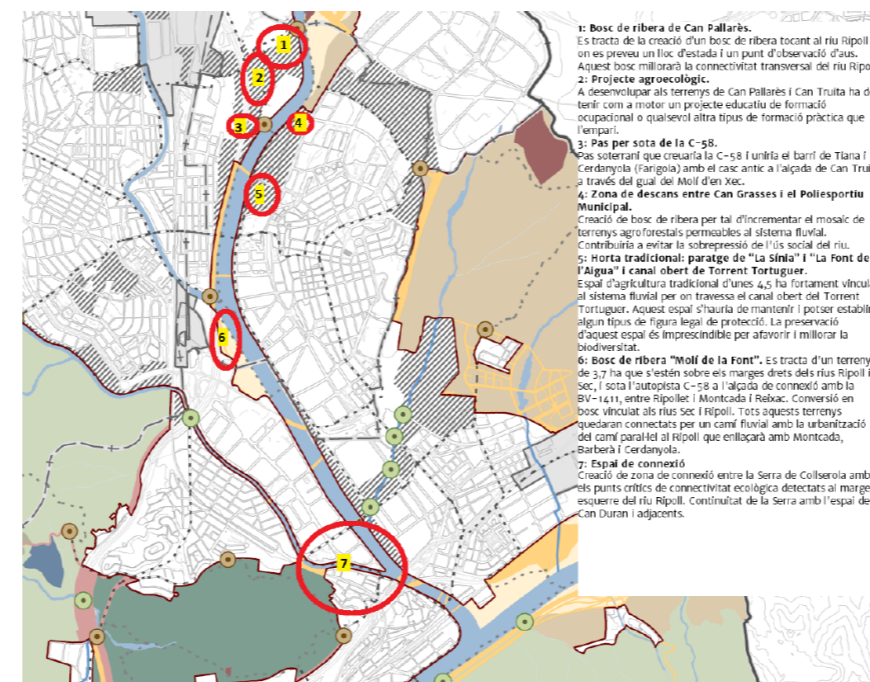 1
2
3
4
5
6
7
1: Bosc de ribera de Can Pallarès.
Es tracta de la creació d'un bosc de ribera tocant al riu Ripoll
on es preveu un lloc d'estada i un punt d'observació d'aus.
Aquest bosc millorarà la connectivitat transversal del riu Ripo
2: Projecte agroecològic.
A desenvolupar als terrenys de Can Pallarès i Can Truita ha d
tenir com a motor un projecte educatiu de formació
ocupacional o qualsevol altra tipus de formació pràctica que
l'empari.
3: Pas per sota de la C-58.
Pas soterrani que creuaria la C-58 i uniria el barri de Tiana i
Cerdanyola (Farigola) amb el casc antic a l'alçada de Can Trui
a través del gual del Molí d'en Xec.
4: Zona de descans entre Can Grasses i el Poliesportiu
Municipal.
Creació de bosc de ribera per tal d'incrementar el mosaic de
terrenys agroforestals permeables al sistema fluvial.
Contribuiria a evitar la sobrepressió de l'ús social del riu.
5: Horta tradicional: paratge de "La Sínia" i "La Font de
l'Aigua" i canal obert de Torrent Tortuguer.
Espai d'agricultura tradicional d'unes 4,5 ha fortament vincul
al sistema fluvial per on travessa el canal obert del Torrent
Tortuguer. Aquest espai s'hauria de mantenir i potser establir
algun tipus de figura legal de protecció. La preservació
d'aquest espai és imprescindible per afavorir i millorar la
biodiversitat.
6: Bosc de ribera "Molí de la Font". Es tracta d'un terreny
de 3,7 ha que s'estén sobre els marges drets dels rius Ripoll i
Sec, i sota l'autopista C-58 a l'alçada de connexió amb la
BV-1411, entre Ripollet i Montcada i Reixac. Conversió en
bosc vinculat als rius Sec i Ripoll. Tots aquests terrenys
quedaran connectats per un camí fluvial amb la urbanització
del camí paral·lel al Ripoll que enllaçarà amb Montcada,
Barberà i Cerdanyola.
7: Espai de connexió
Creació de zona de connexió entre la Serra de Collserola amb
els punts crítics de connectivitat ecològica detectats al marge
esquerre del riu Ripoll. Continuïtat de la Serra amb l'espai de
Can Duran i adjacents.